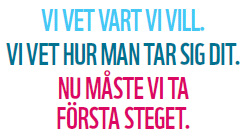 VI VET VART VI VILL.
VI VET HUR MAN TAR SIG DIT.
NU MÅSTE VI TA
FÖRSTA STEGET.